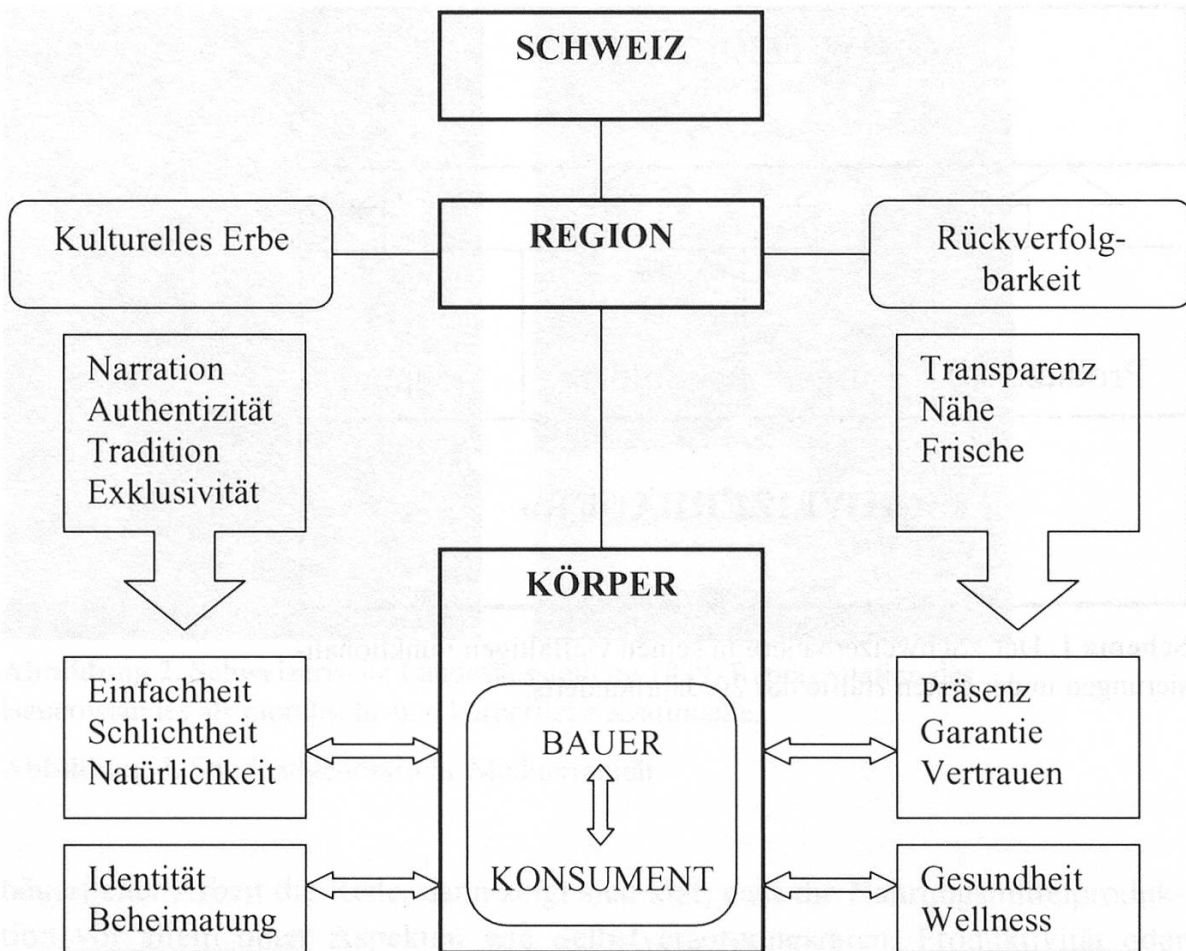 SCHWEIZ
Kulturelles Erbe
REGION
Rückverfolg-
barkeit
Narration
Authentizität
Tradition
Exklusivität
Transparenz
Nähe
Frische
KÖRPER
Einfachheit
Schlichtheit
Natürlichkeit
BAUER
Präsenz
Garantie
Vertrauen
Identität
Beheimatung
KONSUMENT
Gesundheit
Wellness